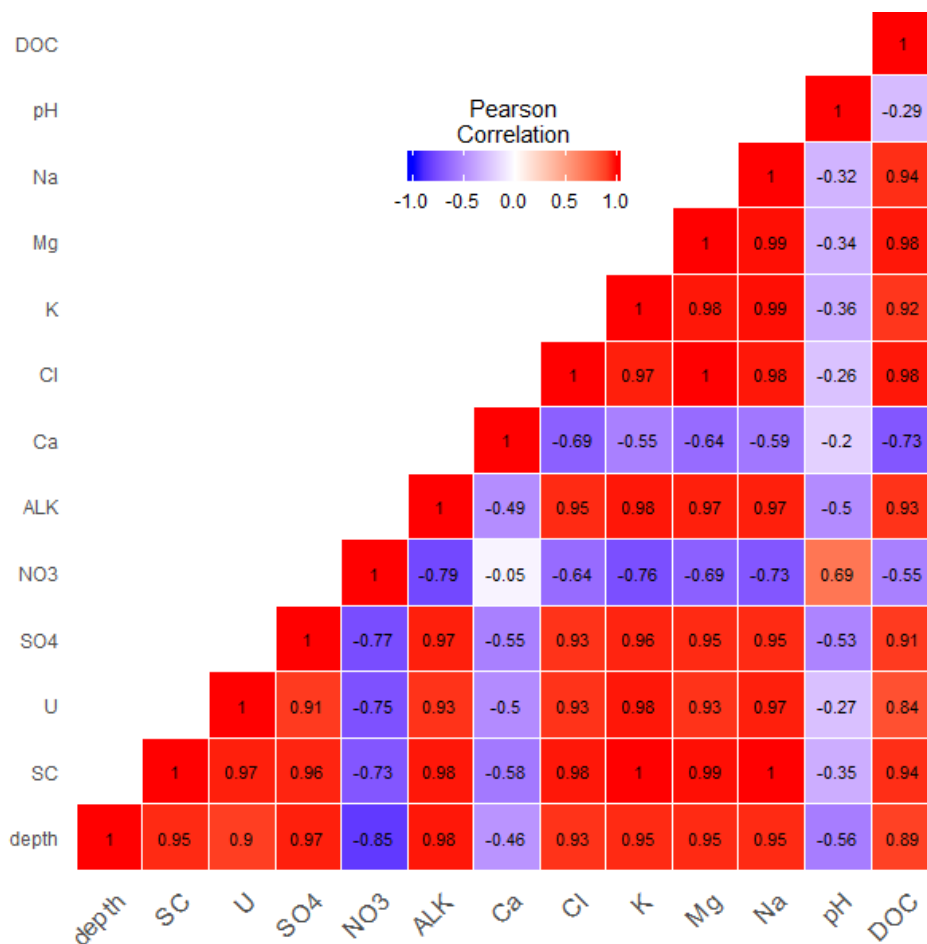 DOC 1
pH 1 -0.29
Pearson
Correlation
-1.0 -0.5 0.0 0.5 1.0
Na 1 -0.32 0.94
Mg 1 0.99 -0.34 0.98
K 1 0.98 0.99 -0.36 0.92
Cl 1 0.97 1 0.98 -0.26 0.98
Ca 1 -0.69 -0.55 -0.64 -0.59 -0.2 -0.73
ALK 1 -0.49 0.95 0.98 0.97 0.97 -0.5 0.93
NO3 1 -0.79 -0.05 -0.64 -0.76 -0.69 -0.73 0.69 -0.55
SO4 1 -0.77 0.97 -0.55 0.93 0.96 0.95 0.95 -0.53 0.91
U 1 0.91 -0.75 0.93 -0.5 0.93 0.98 0.93 0.97 -0.27 0.84
SC 1 0.97 0.96 -0.73 0.98 -0.58 0.98 1 0.99 1 -0.35 0.94
depth 1 0.95 0.9 0.97 -0.85 0.98 -0.46 0.93 0.95 0.95 0.95 -0.56 0.89
depth SC U SO4 NO3 ALK Ca Cl K Mg Na pH DOC